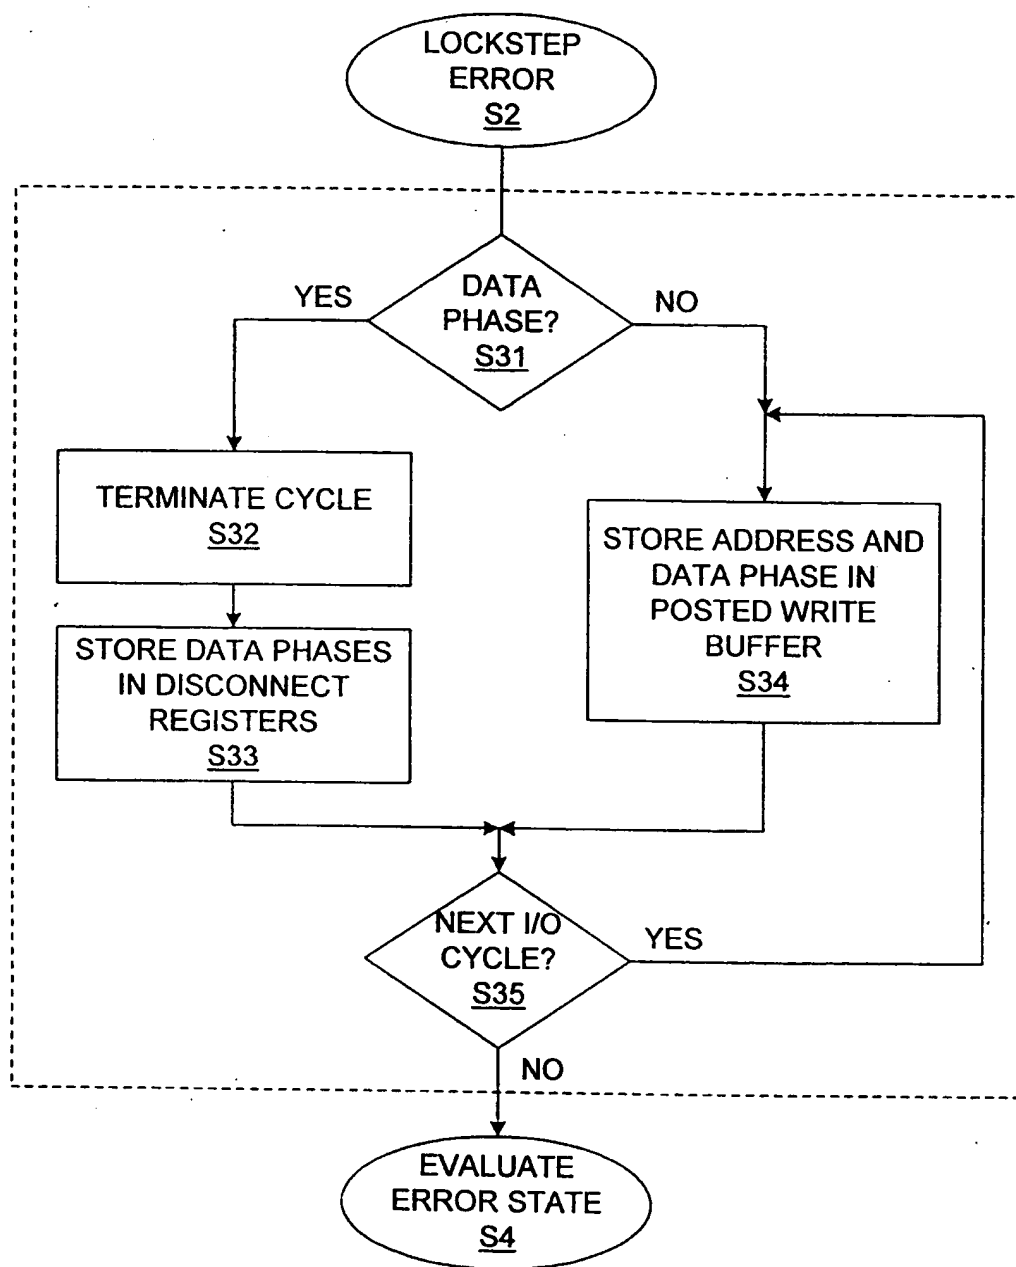 LOCKSTEP
ERROR
S2
DATA
PHASE?
S31
YES
NO
TERMINATE CYCLE
S32
STORE DATA PHASES
IN DISCONNECT
REGISTERS
S33
STORE ADDRESS AND
DATA PHASE IN
POSTED WRITE
BUFFER
S34
NEXT I/O
CYCLE?
S35
YES
NO
EVALUATE
ERROR STATE
S4